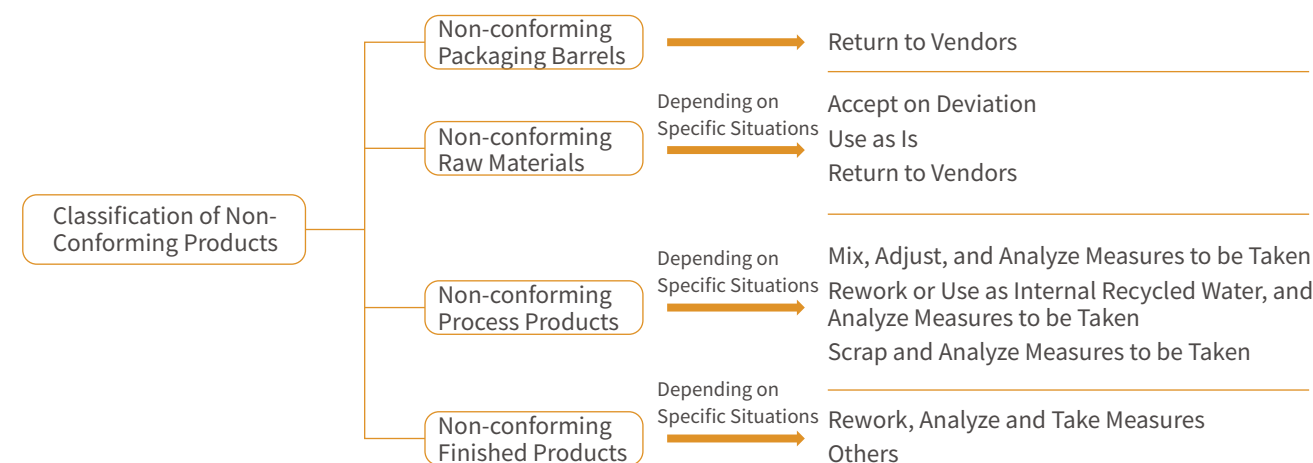 Classification of Non-
Conforming Products
Non-conforming
Packaging Barrels
Return to Vendors
Non-conforming
Raw Materials
Depending on
Specific Situations
Accept on Deviation
Use as Is
Return to Vendors
Non-conforming
Process Products
Depending on
Specific Situations
Mix, Adjust, and Analyze Measures to be Taken
Rework or Use as Internal Recycled Water, and
Analyze Measures to be Taken
Scrap and Analyze Measures to be Taken
Non-conforming
Finished Products
Depending on
Specific Situations
Rework, Analyze and Take Measures
Others